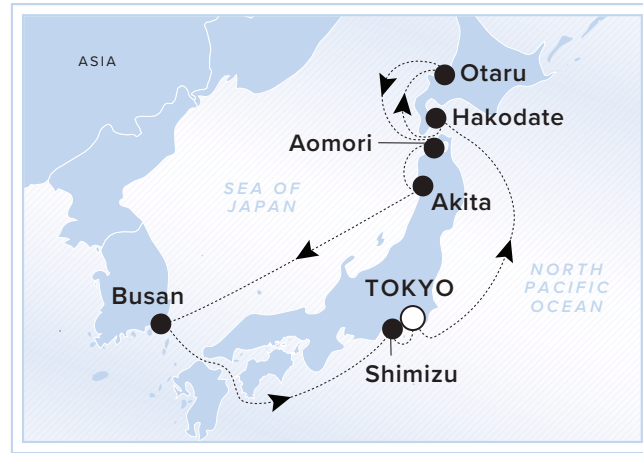 ASIA
Otaru
Hakodate
Aomori
SEA OF
JAPAN
Akita
NORTH
PACIFIC
OCEAN
Busan
TOKYO
Shimizu